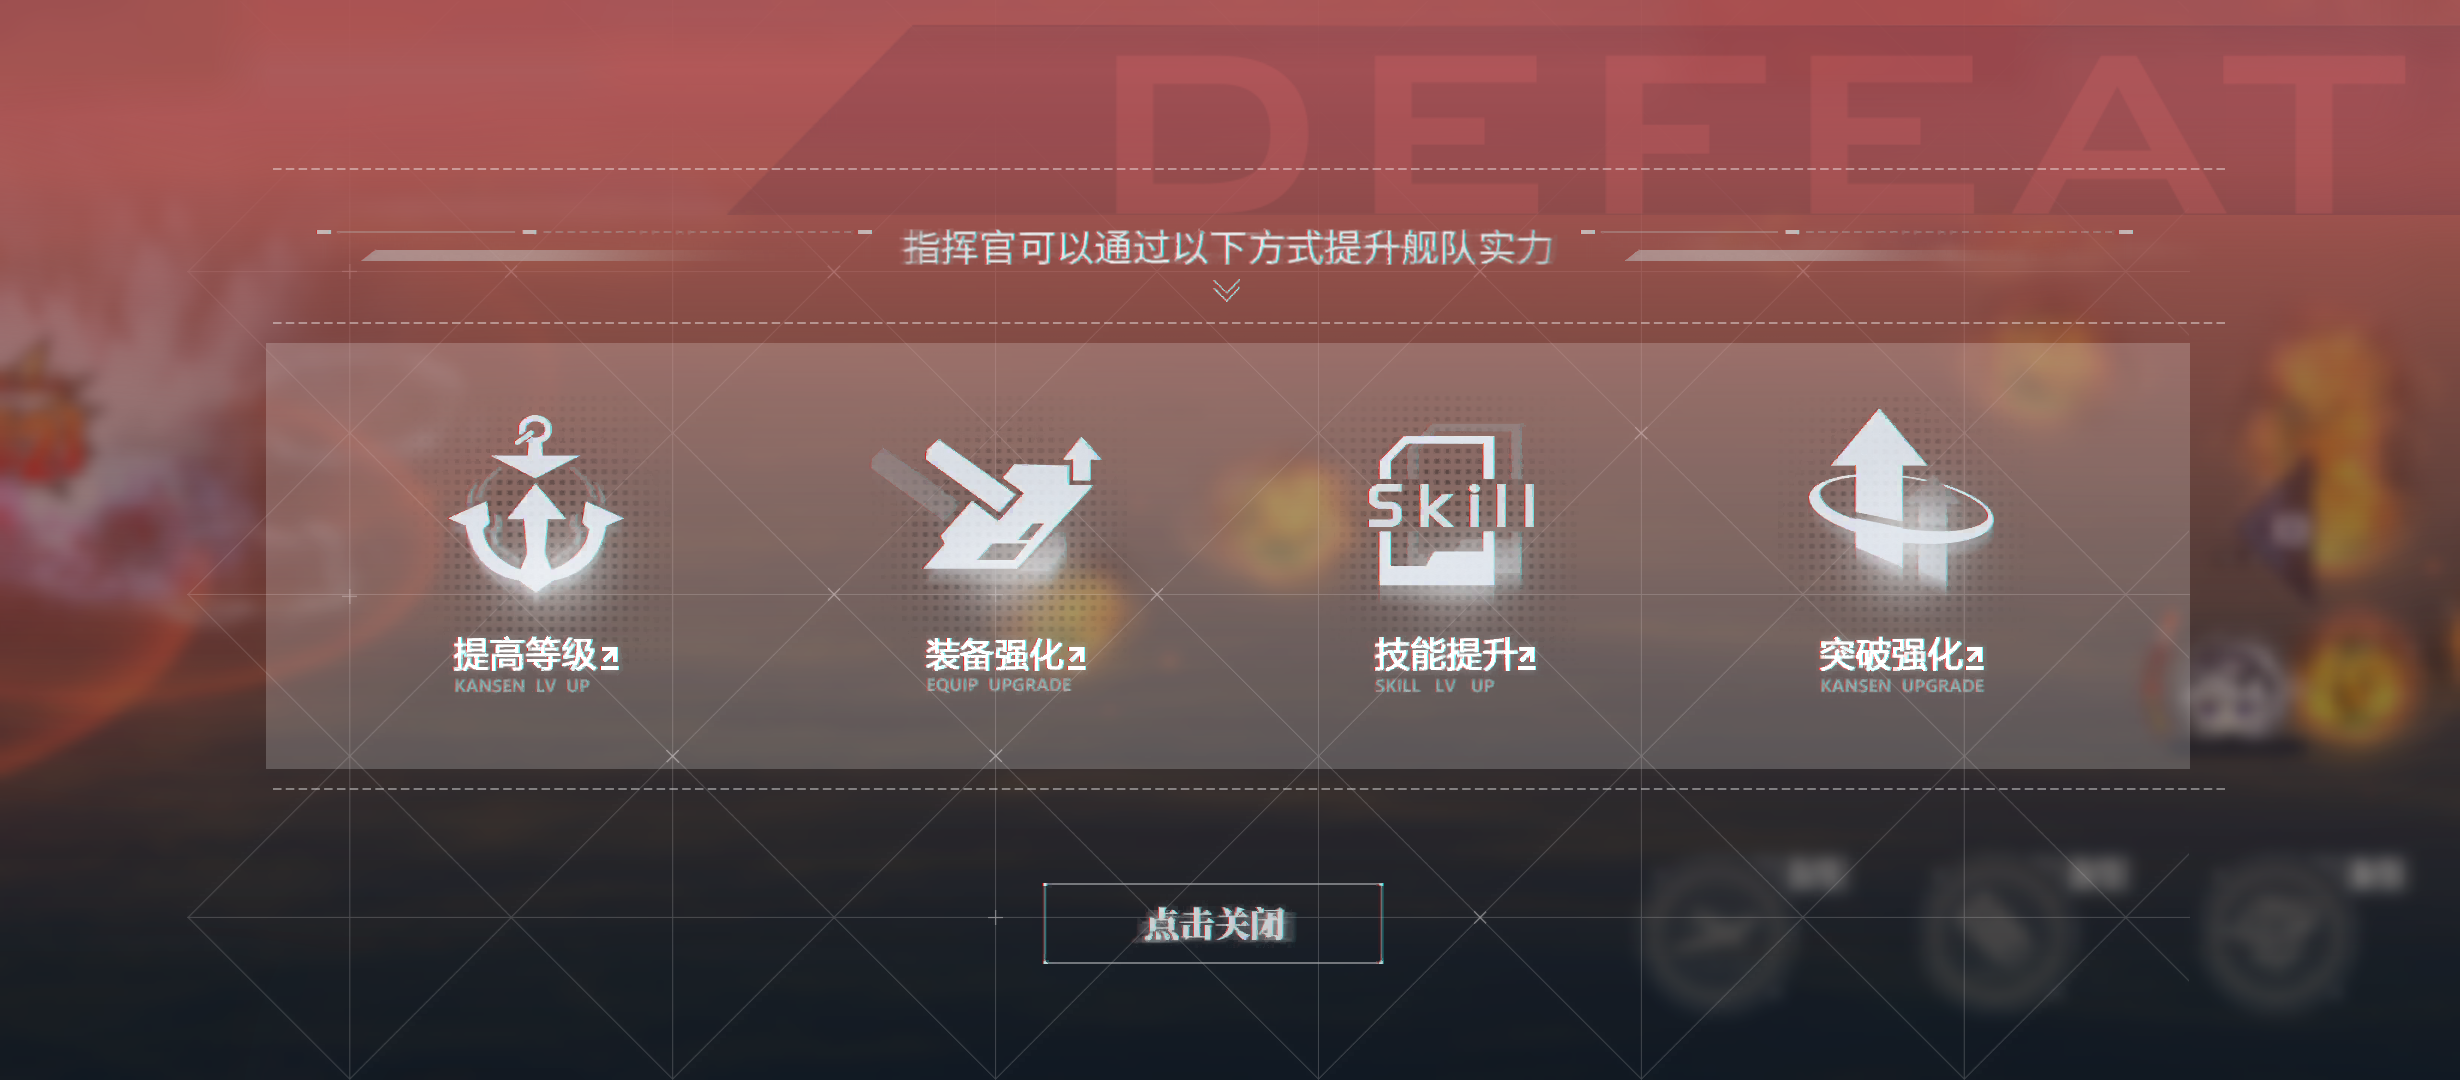 DEFEAT
指挥官可以通过以下方式提升舰队实力
提高等级
KANSEN LV UP
装备强化
EQUIP UPGRADE
Skill
技能提升
SKILL LV UP
突破强化
KANSEN UPGRADE
点击关闭